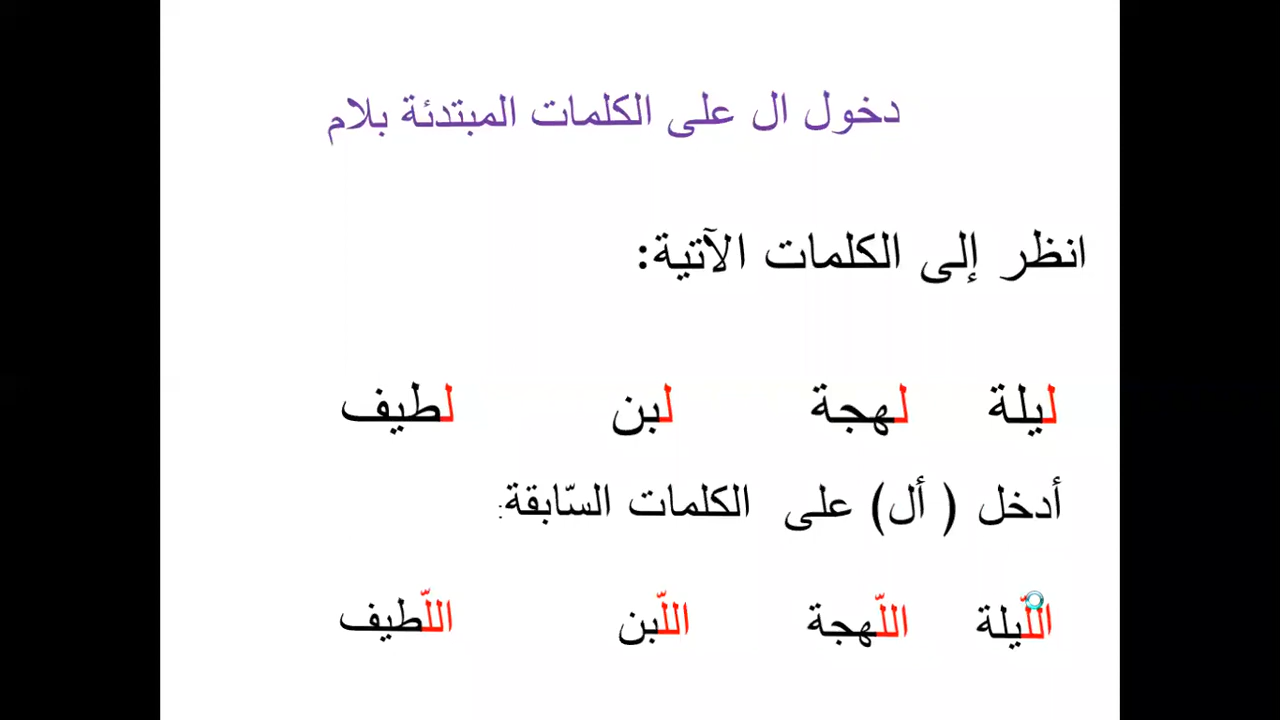 دخول ال على الكلمات المبتدئة بلام
انظر إلى الكلمات الآتية:
ليلة لهجة لبن لطيف
أدخل ( أل) على الكلمات السّابقة:
اللّيلة اللّهجة اللّبن اللّطيف